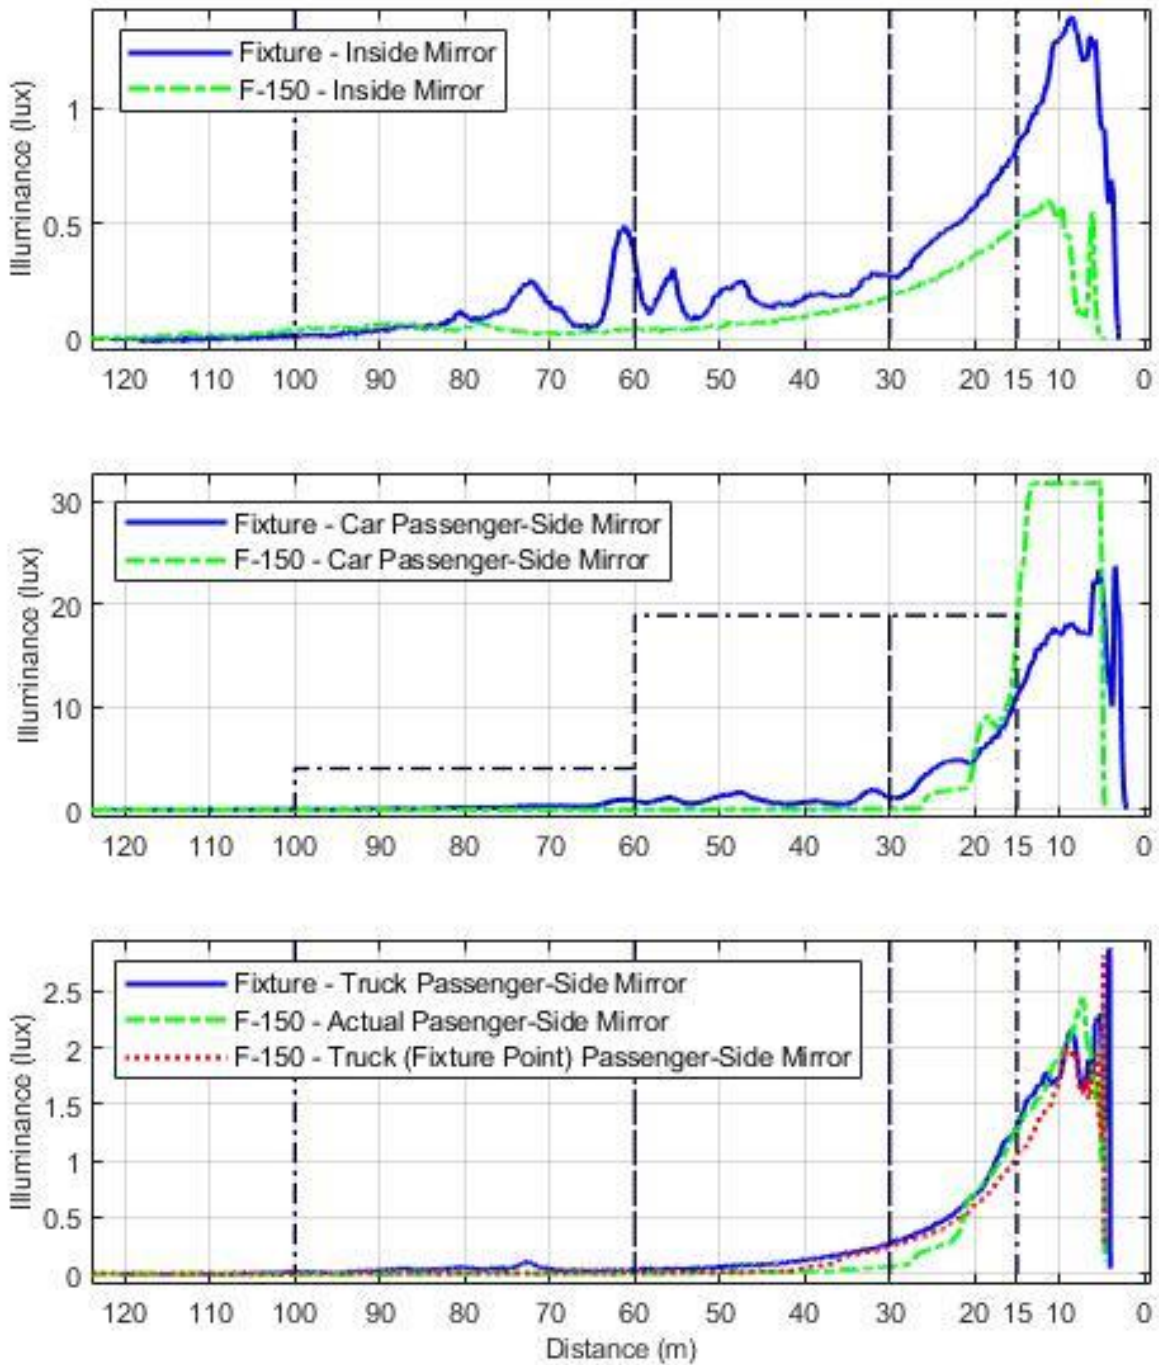 Illuminance (lux)
1
0.5
0
Fixture - Inside Mirror
F-150 - Inside Mirror
120 110 100 90 80 70 60 50 40 30 20 15 10 0
Illuminance (lux)
30
20
10
0
Fixture - Car Passenger-Side Mirror
F-150 - Car Passenger-Side Mirror
120 110 100 90 80 70 60 50 40 30 20 15 10 0
Illuminance (lux)
2.5
2
1.5
1
0.5
0
Fixture - Truck Passenger-Side Mirror
F-150 - Actual Pasenger-Side Mirror
F-150 - Truck (Fixture Point) Passenger-Side Mirror
120 110 100 90 80 70 60 50 40 30 20 15 10 0
Distance (m)